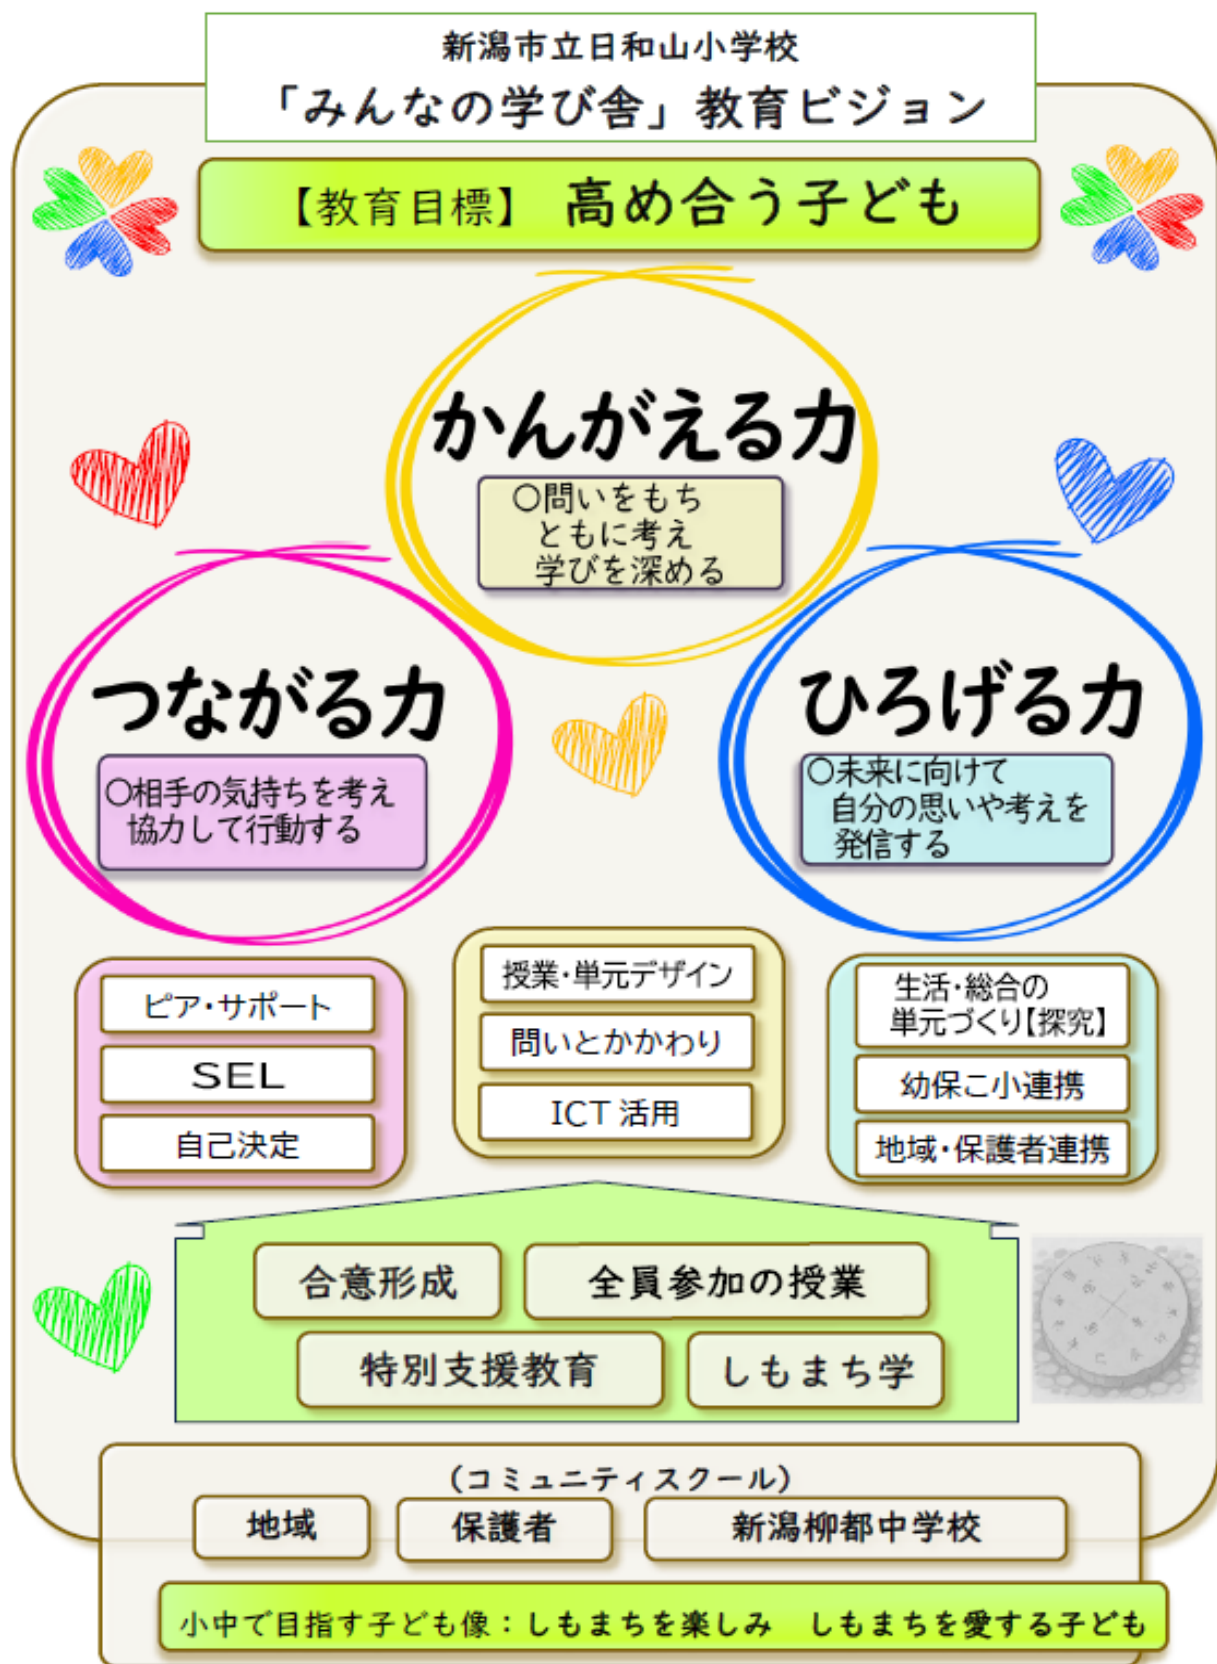 新潟市立日和山小学校
「みんなの学び舎」教育ビジョン
【教育目標】 高め合う子ども
かんがえる力
○問いをもち
ともに考え
学びを深める
つながる力
○相手の気持ちを考え
協力して行動する
ひろげる力
○未来に向けて
自分の思いや考えを
発信する
ピア・サポート
SEL
自己決定
授業・単元デザイン
問いとかかわり
ICT 活用
生活・総合の
単元づくり【探究】
幼保こ小連携
地域・保護者連携
合意形成 全員参加の授業
特別支援教育 しもまち学
（コミュニティスクール）
地域 保護者 新潟柳都中学校
小中で目指す子ども像：しもまちを楽しみ しもまちを愛する子ども